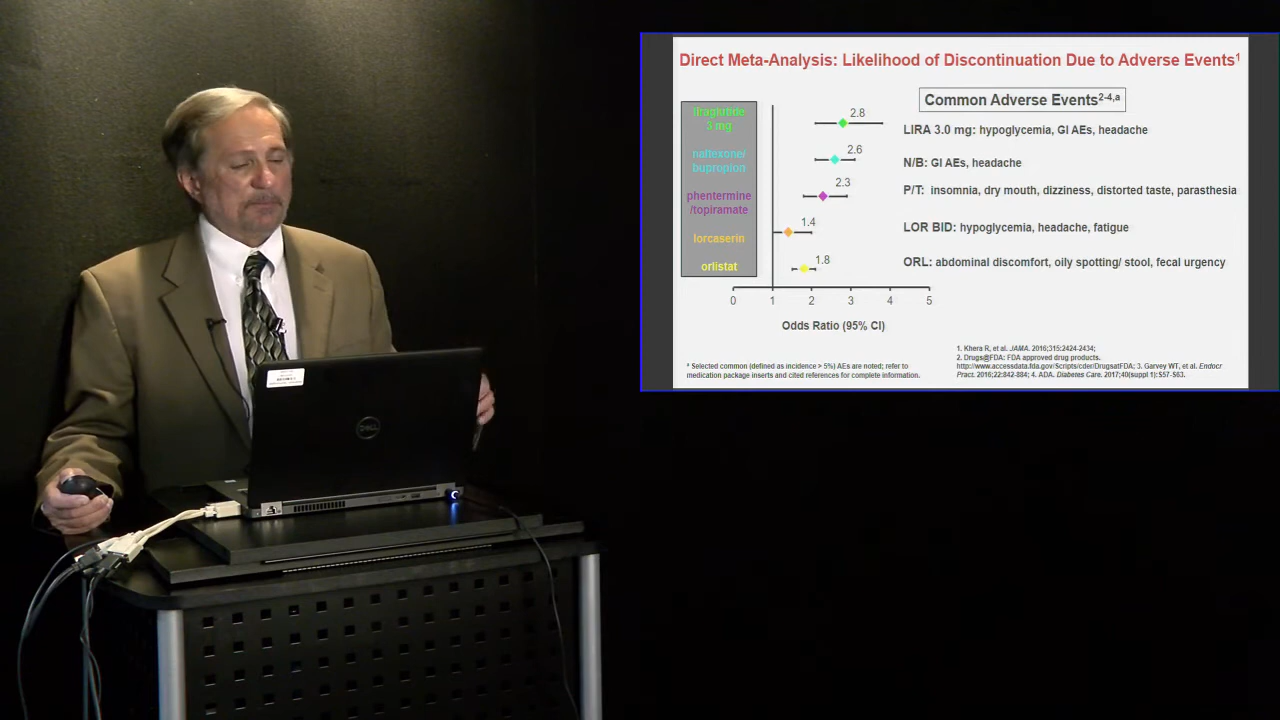 Direct Meta-Analysis: Likelihood of Discontinuation Due to Adverse Events1
Common Adverse Events2-4,a
liraglutide
3 mg
naltexone/
bupropion
phentermine
/topiramate
lorcaserin
orlistat
2.8
2.6
2.3
1.4
1.8
0 1 2 3 4 5
Odds Ratio (95% CI)
LIRA 3.0 mg: hypoglycemia, GI AEs, headache
N/B: GI AEs, headache
P/T: insomnia, dry mouth, dizziness, distorted taste, parasthesia
LOR BID: hypoglycemia, headache, fatigue
ORL: abdominal discomfort, oily spotting/ stool, fecal urgency
a Selected common (defined as incidence > 5%) AEs are noted; refer to
medication package inserts and cited references for complete information.
1. Khera R, et al. JAMA. 2016;315:2424-2434;
2. Drugs@FDA: FDA approved drug products.
http://www.accessdata.fda.gov/Scripts/cder/DrugsatFDA; 3. Garvey WT, et al. Endocr
Pract. 2016;22:842-884; 4. ADA. Diabetes Care. 2017;40(suppl 1):S57-S63.
DELL